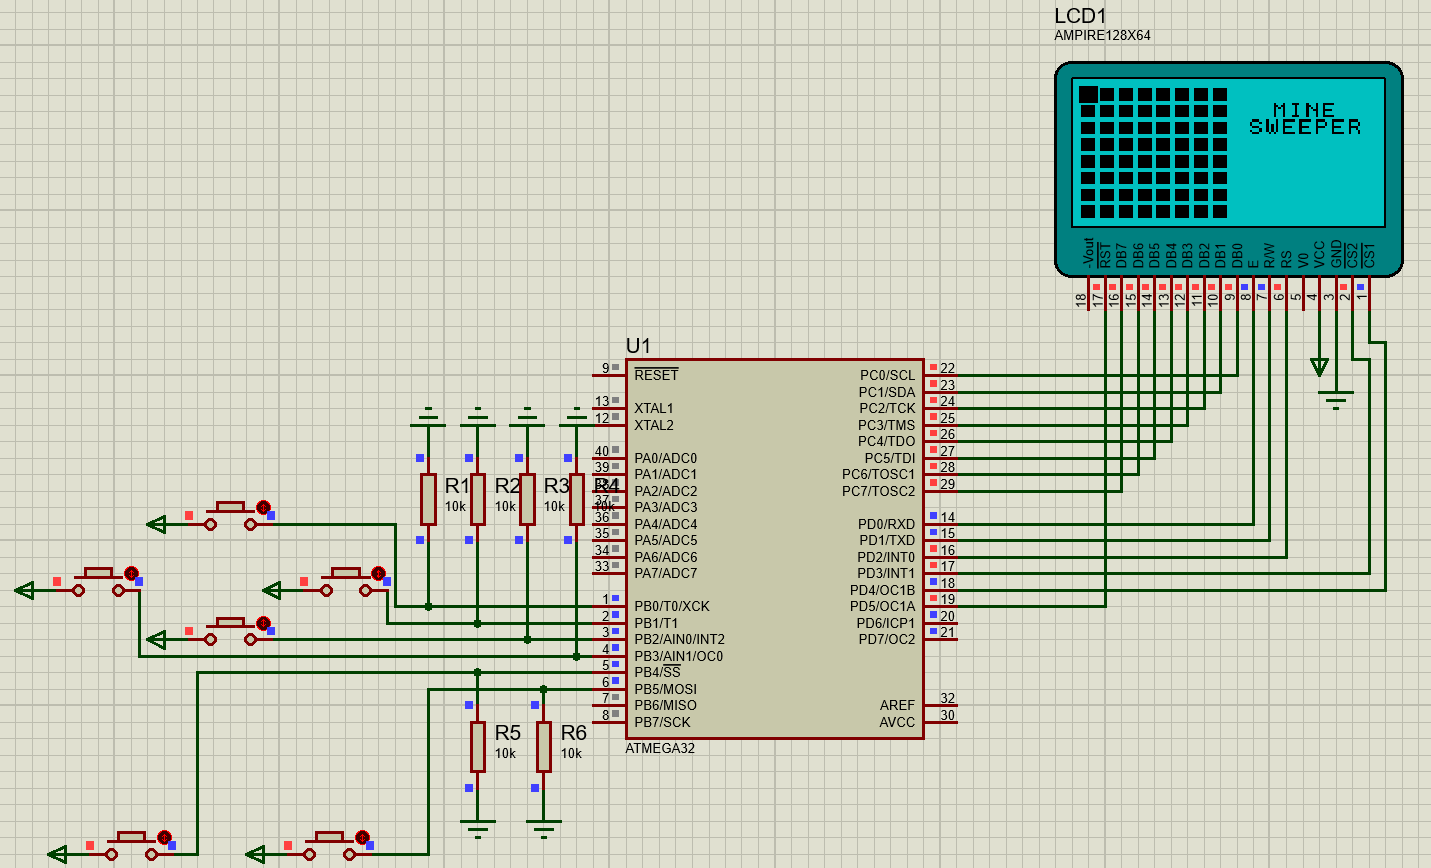 LCD1
AMPIRE128X64
MINE
SWEEPER
-Vout
RST
DB7
DB6
DB5
DB4
DB3
DB2
DB1
DB0
E
R/W
RS
V0
VCC
GND
CS2
CS1
18
17
16
15
14
13
12
11
10
9
8
7
6
5
4
3
2
1
U1
9 RESET
13 XTAL1
12 XTAL2
40 PA0/ADC0
39 PA1/ADC1
38 PA2/ADC2
37 PA3/ADC3
36 PA4/ADC4
35 PA5/ADC5
34 PA6/ADC6
33 PA7/ADC7
1 PB0/T0/XCK
2 PB1/T1
3 PB2/AIN0/INT2
4 PB3/AIN1/OC0
5 PB4/SS
6 PB5/MOSI
7 PB6/MISO
8 PB7/SCK
PC0/SCL 22
PC1/SDA 23
PC2/TCK 24
PC3/TMS 25
PC4/TDO 26
PC5/TDI 27
PC6/TOSC1 28
PC7/TOSC2 29
PD0/RXD 14
PD1/TXD 15
PD2/INT0 16
PD3/INT1 17
PD4/OC1B 18
PD5/OC1A 19
PD6/ICP1 20
PD7/OC2 21
AREF 32
AVCC 30
ATMEGA32
R1
10k
R2
10k
R3
10k
R4
10k
R5
10k
R6
10k